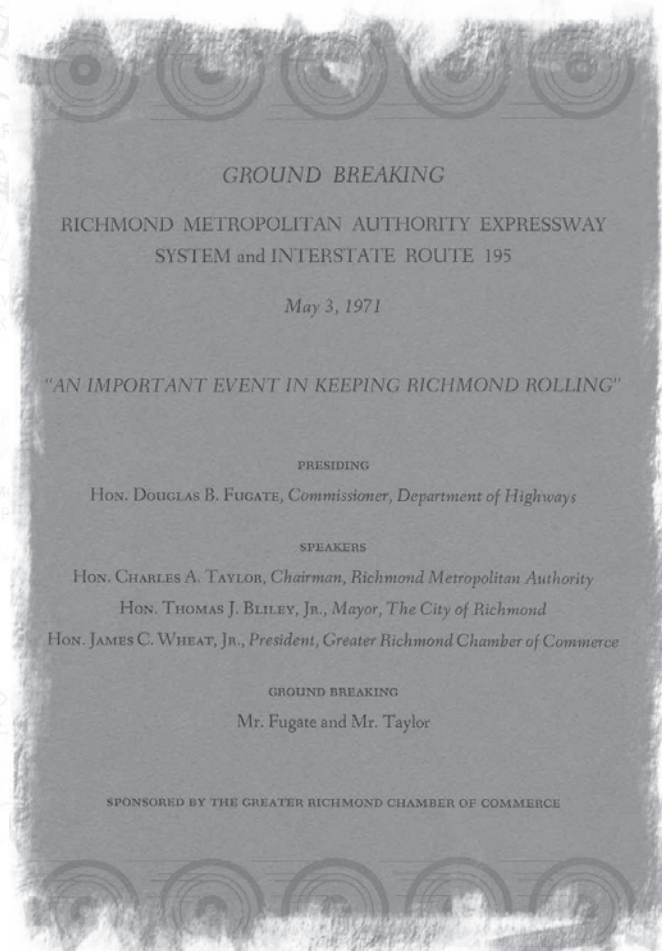 GROUND BREAKING
RICHMOND METROPOLITAN AUTHORITY EXPRESSWAY
SYSTEM and INTERSTATE ROUTE 195
May 3, 1971
"AN IMPORTANT EVENT IN KEEPING RICHMOND ROLLING"
PRESIDING
HON. DOUGLAS B. FUGATE, Commissioner, Department of Highways
SPEAKERS
HON. CHARLES A. TAYLOR, Chairman, Richmond Metropolitan Authority
HON. THOMAS J. BLILEY, JR., Mayor, The City of Richmond
HON. JAMES C. WHEAT, JR., President, Greater Richmond Chamber of Commerce
GROUND BREAKING
Mr. Fugate and Mr. Taylor
SPONSORED BY THE GREATER RICHMOND CHAMBER OF COMMERCE